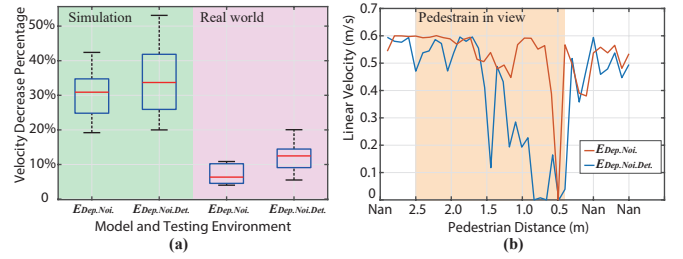 Simulation
Real world
Velocity Decrease Percentage
50%
40%
30%
20%
10%
0
EDep.Noi.
EDep.Noi.Det.
EDep.Noi.
EDep.Noi.Det.
Model and Testing Environment
(a)
Pedestrain in view
Linear Velocity (m/s)
0.6
0.5
0.4
0.3
0.2
0.1
0
EDep.Noi.
EDep.Noi.Det.
Nan
2.5
2.0
1.5
1.0
0.5
Nan
Nan
Pedestrian Distance (m)
(b)